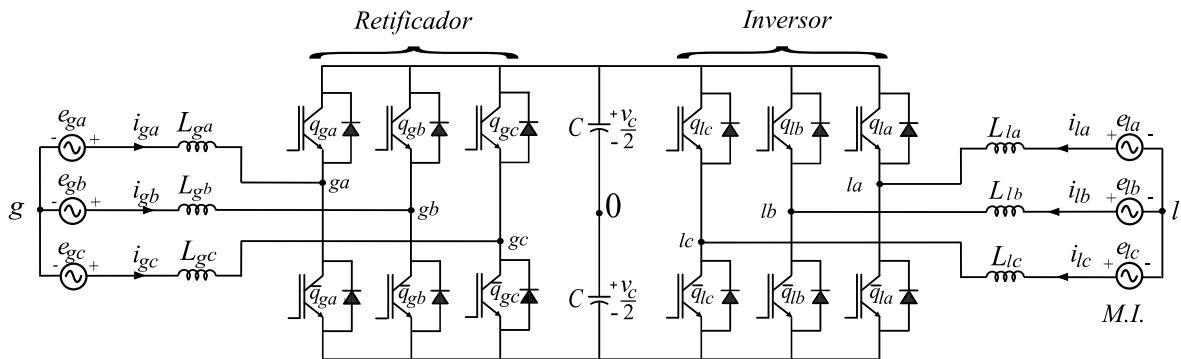 Retificador
Inversor
e_ga i_ga L_ga
- +
q_ga q_gb q_gc
C + v_c/2 -
q_lc q_lb q_la
L_la i_la e_la
+ -
e_gb i_gb L_gb
- +
ga
gb
gc
g
0
la
lb
lc
L_lb i_lb e_lb
+ -
l
e_gc i_gc L_gc
- +
q̅_ga q̅_gb q̅_gc
C + v_c/2 -
q̅_lc q̅_lb q̅_la
L_lc i_lc e_lc
+ -
M.I.